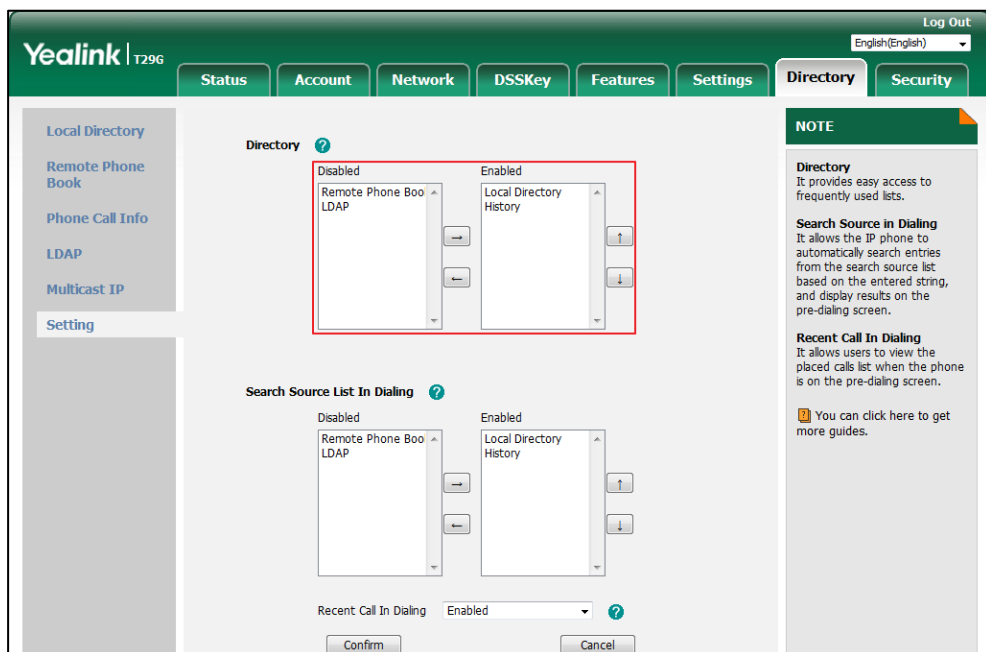 Log Out
English(English)
Yealink T29G
Status Account Network DSSKey Features Settings Directory Security
Local Directory
Remote Phone
Book
Phone Call Info
LDAP
Multicast IP
Setting
Directory ?
Disabled Enabled
Remote Phone Boo Local Directory
LDAP History
→ ↑
← ↓
Search Source List In Dialing ?
Disabled Enabled
Remote Phone Boo Local Directory
LDAP History
→ ↑
← ↓
Recent Call In Dialing Enabled ?
Confirm Cancel
NOTE
Directory
It provides easy access to
frequently used lists.
Search Source in Dialing
It allows the IP phone to
automatically search entries
from the search source list
based on the entered string,
and display results on the
pre-dialing screen.
Recent Call In Dialing
It allows users to view the
placed calls list when the phone
is on the pre-dialing screen.
? You can click here to get
more guides.